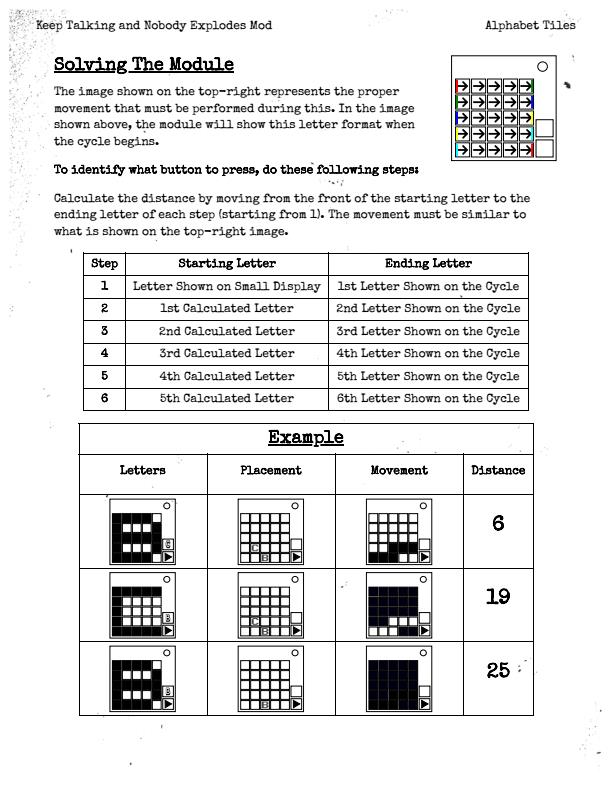 Keep Talking and Nobody Explodes Mod
Alphabet Tiles
Solving The Module
The image shown on the top-right represents the proper
movement that must be performed during this. In the image
shown above, the module will show this letter format when
the cycle begins.
To identify what button to press, do these following steps:
Calculate the distance by moving from the front of the starting letter to the
ending letter of each step (starting from 1). The movement must be similar to
what is shown on the top-right image.
Step Starting Letter Ending Letter
1 Letter Shown on Small Display 1st Letter Shown on the Cycle
2 1st Calculated Letter 2nd Letter Shown on the Cycle
3 2nd Calculated Letter 3rd Letter Shown on the Cycle
4 3rd Calculated Letter 4th Letter Shown on the Cycle
5 4th Calculated Letter 5th Letter Shown on the Cycle
6 5th Calculated Letter 6th Letter Shown on the Cycle
Example
Letters Placement Movement Distance
C
B
6
C
B
19
B
25